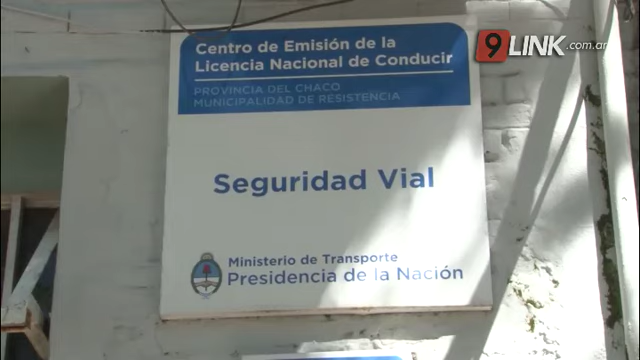 Centro de Emisión de la
Licencia Nacional de Conducir
PROVINCIA DEL CHACO
MUNICIPALIDAD DE RESISTENCIA
Seguridad Vial
Ministerio de Transporte
Presidencia de la Nación
9LINK.com.ar